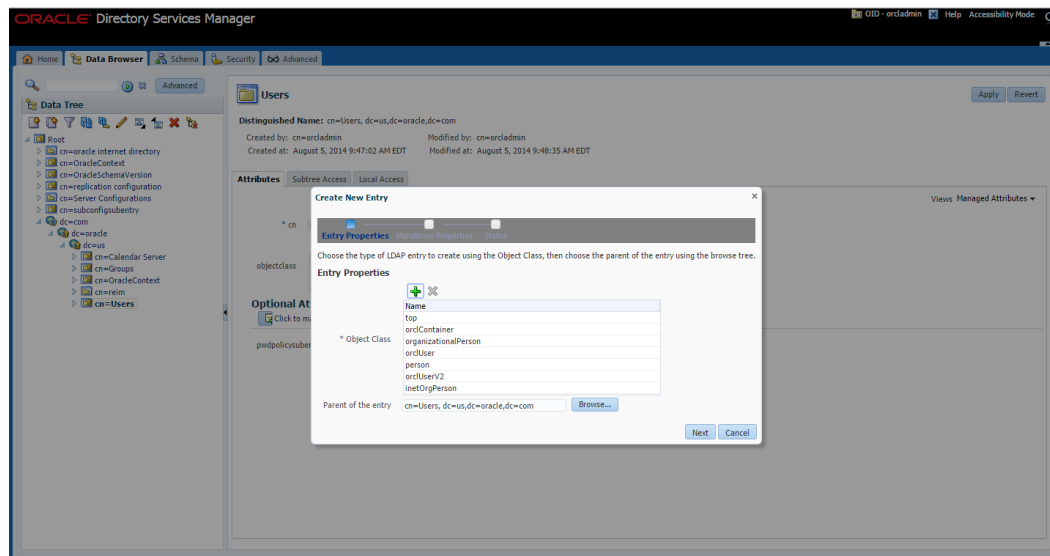 ORACLE Directory Services Manager
OID - orcladmin Help Accessibility Mode
Home Data Browser Schema Security Advanced
Advanced
Data Tree
Root
cn=oracle internet directory
cn=OracleContext
cn=OracleSchemaVersion
cn=replication configuration
cn=Server Configurations
cn=subconfigsubentry
dc=com
dc=oracle
dc=us
cn=Calendar Server
cn=Groups
cn=OracleContext
cn=reim
cn=Users
Users
Apply Revert
Distinguished Name: cn=Users, dc=us,dc=oracle,dc=com
Created by: cn=orcladmin Modified by: cn=orcladmin
Created at: August 5, 2014 9:47:02 AM EDT Modified at: August 5, 2014 9:48:35 AM EDT
Attributes Subtree Access Local Access
Views Managed Attributes
* cn
objectclass
Optional At
Click to ma
pwdpolicysuber
Create New Entry
Entry Properties Mandatory Properties Status
Choose the type of LDAP entry to create using the Object Class, then choose the parent of the entry using the browse tree.
Entry Properties
* Object Class
Name
top
orclContainer
organizationalPerson
orclUser
person
orclUserV2
inetOrgPerson
Parent of the entry cn=Users, dc=us,dc=oracle,dc=com Browse...
Next Cancel